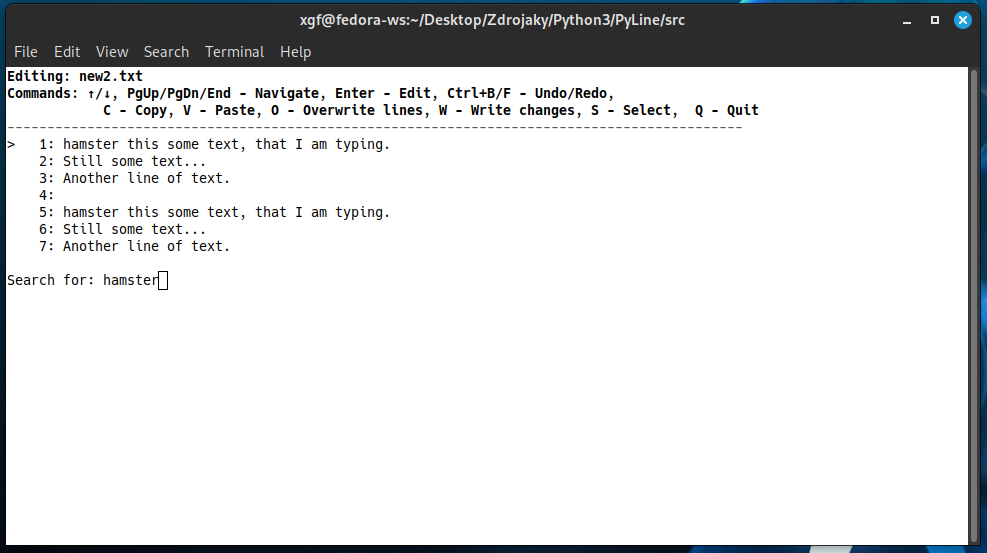 xgf@fedora-ws:~/Desktop/Zdrojaky/Python3/PyLine/src
File Edit View Search Terminal Help
Editing: new2.txt
Commands: ↑/↓, PgUp/PgDn/End - Navigate, Enter - Edit, Ctrl+B/F - Undo/Redo,
            C - Copy, V - Paste, O - Overwrite lines, W - Write changes, S - Select,  Q - Quit
--------------------------------------------------------------------------------------------
>   1: hamster this some text, that I am typing.
    2: Still some text...
    3: Another line of text.
    4:
    5: hamster this some text, that I am typing.
    6: Still some text...
    7: Another line of text.
Search for: hamster